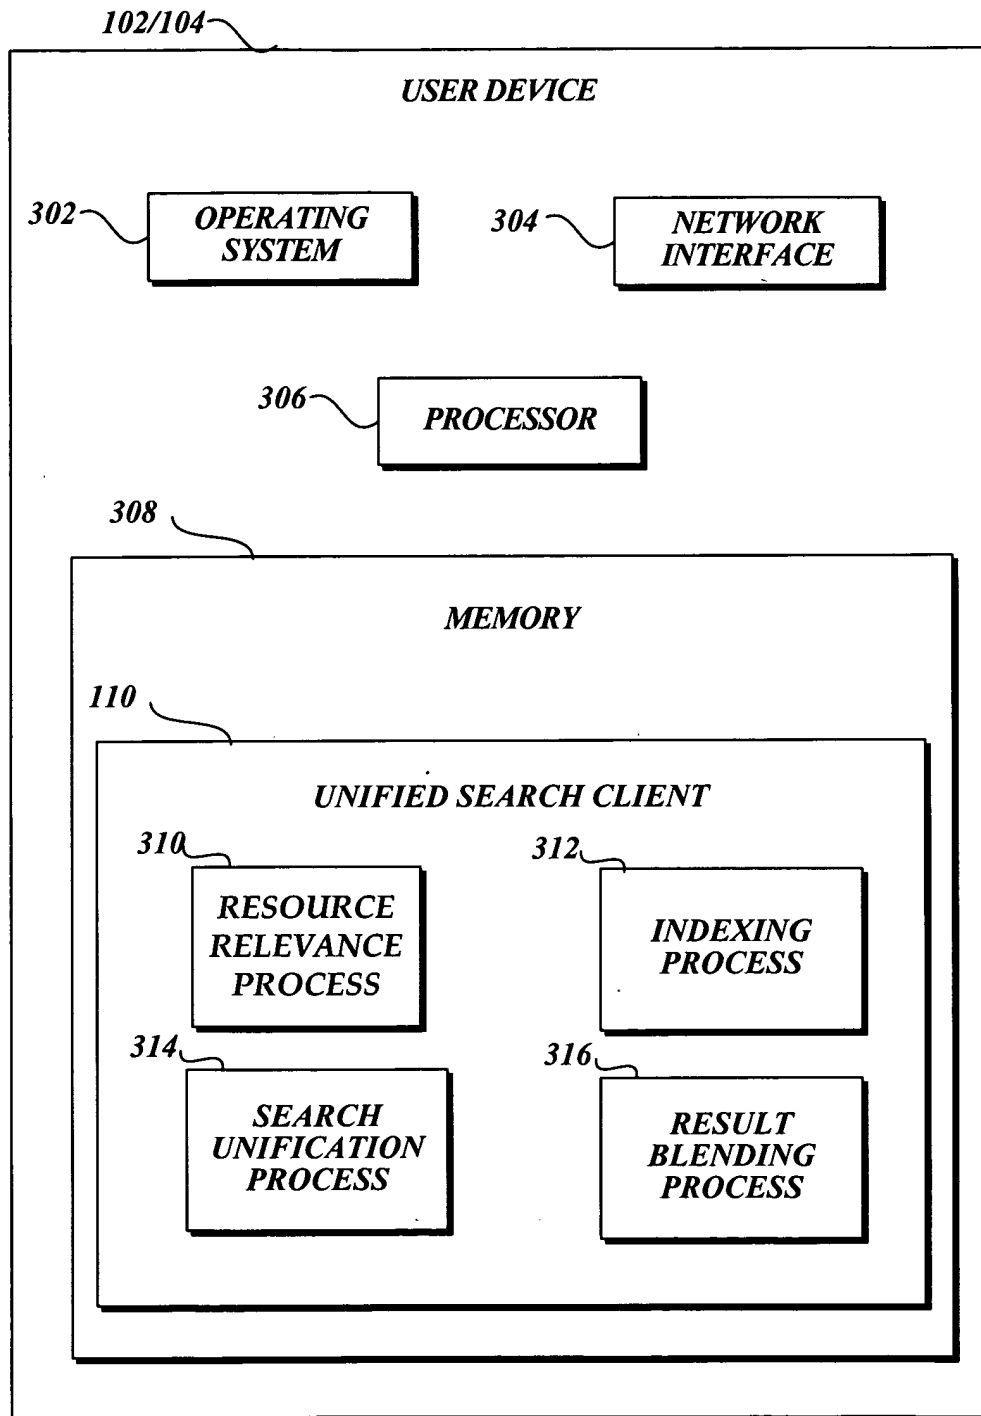 102/104
USER DEVICE
302
OPERATING
SYSTEM
304
NETWORK
INTERFACE
306
PROCESSOR
308
MEMORY
110
UNIFIED SEARCH CLIENT
310
RESOURCE
RELEVANCE
PROCESS
312
INDEXING
PROCESS
314
SEARCH
UNIFICATION
PROCESS
316
RESULT
BLENDING
PROCESS